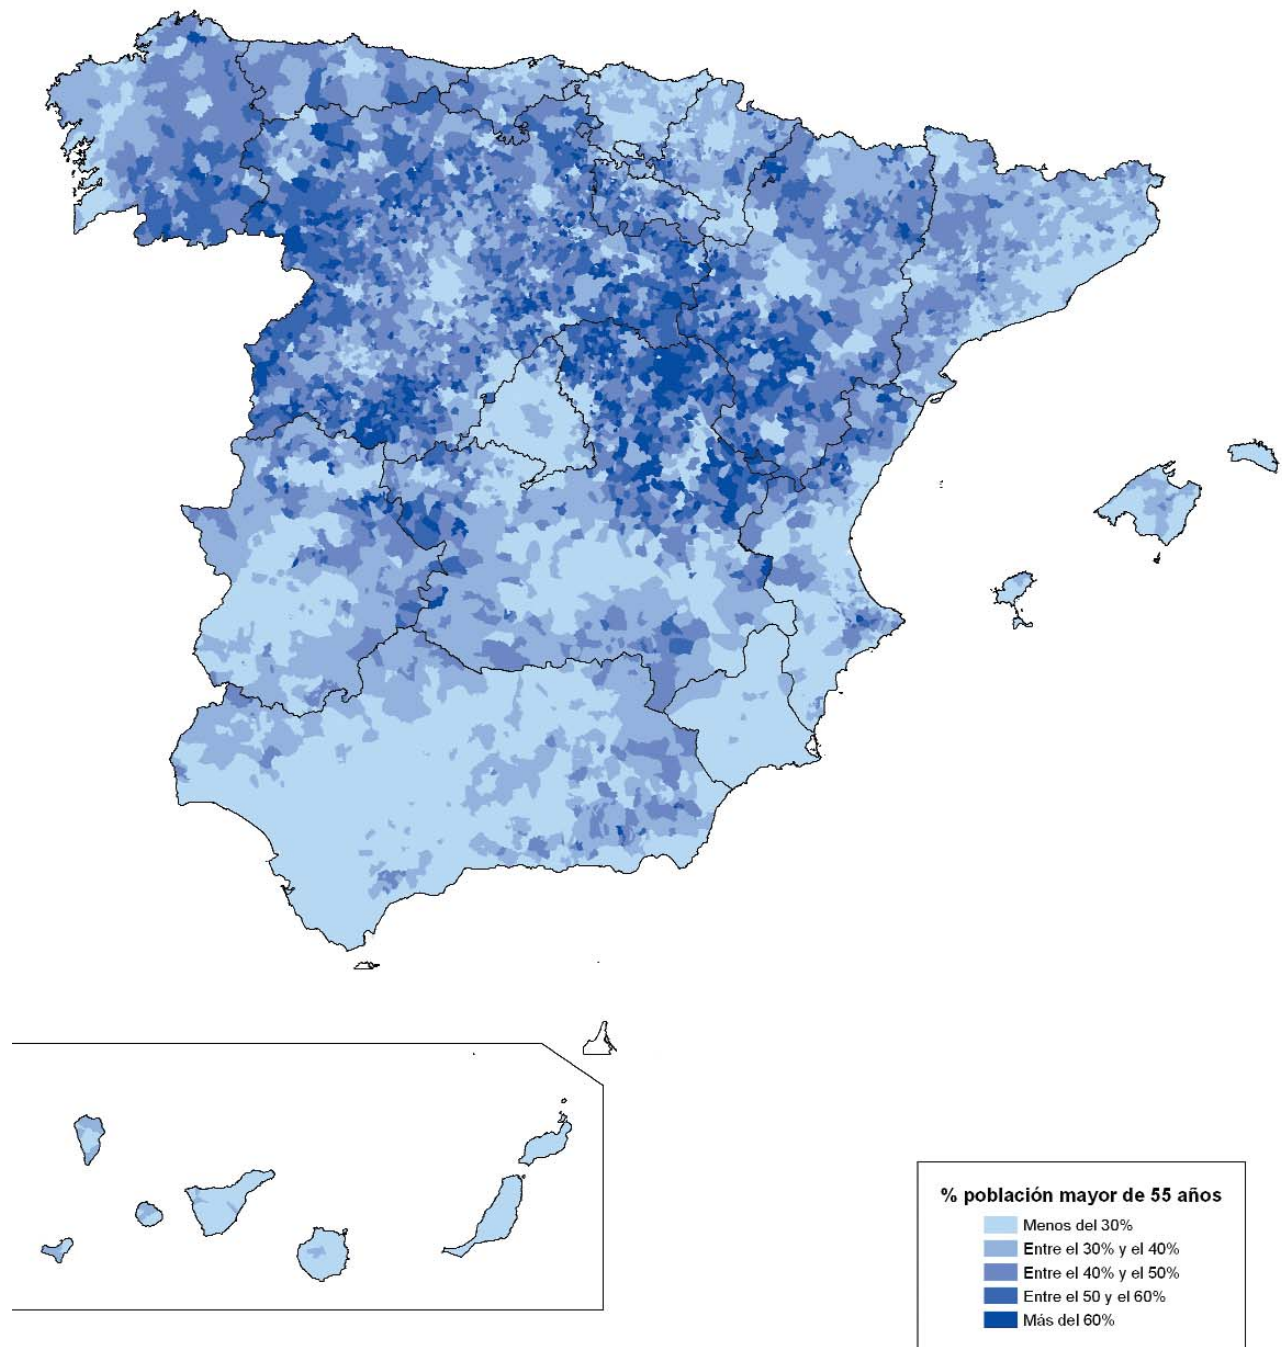 % población mayor de 55 años
Menos del 30%
Entre el 30% y el 40%
Entre el 40% y el 50%
Entre el 50 y el 60%
Más del 60%